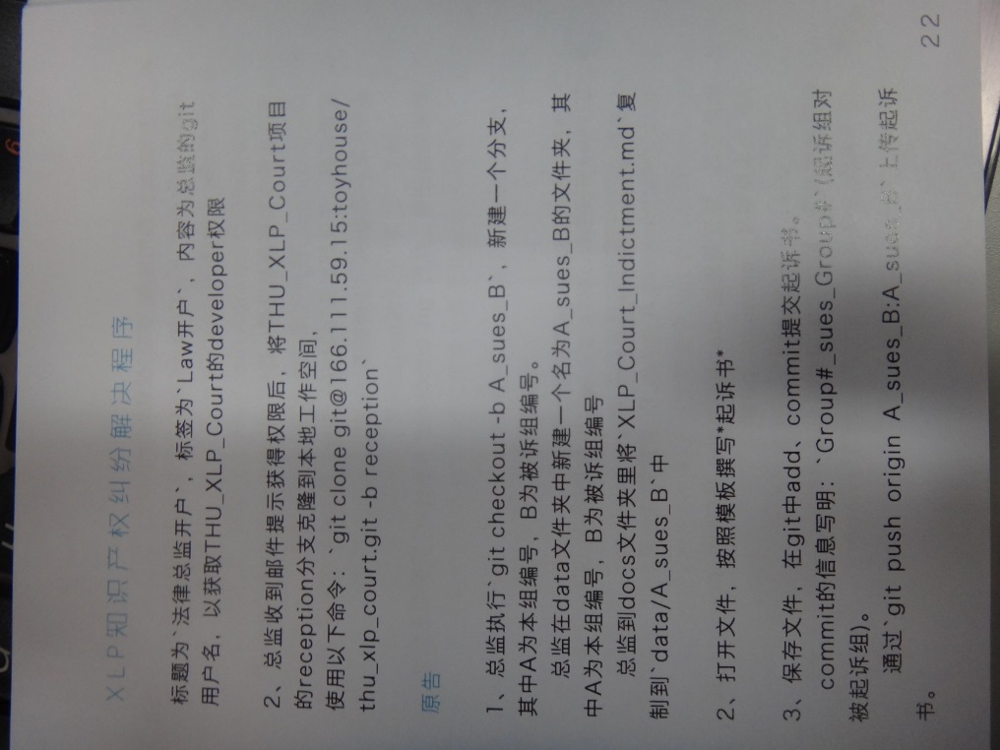 XLP知识产权纠纷解决程序
标题为`法律总监开户`，标签为`Law开户`，内容为总监的git
用户名，以获取THU_XLP_Court的developer权限
2、总监收到邮件提示获得权限后，将THU_XLP_Court项目
的reception分支克隆到本地工作空间，
使用以下命令：`git clone git@166.111.59.15:toyhouse/
thu_xlp_court.git -b reception`
原告
1、总监执行`git checkout -b A_sues_B`，新建一个分支，
其中A为本组编号，B为被诉组编号。
总监在data文件夹中新建一个名为A_sues_B的文件夹，其
中A为本组编号，B为被诉组编号
总监到docs文件夹里将`XLP_Court_Indictment.md`复
制到`data/A_sues_B`中
2、打开文件，按照模板撰写*起诉书*
3、保存文件，在git中add、commit提交起诉书。
commit的信息写明：`Group#_sues_Group#`(起诉组对
被起诉组)。
通过`git push origin A_sues_B:A_sues_B`上传起诉
书。
22